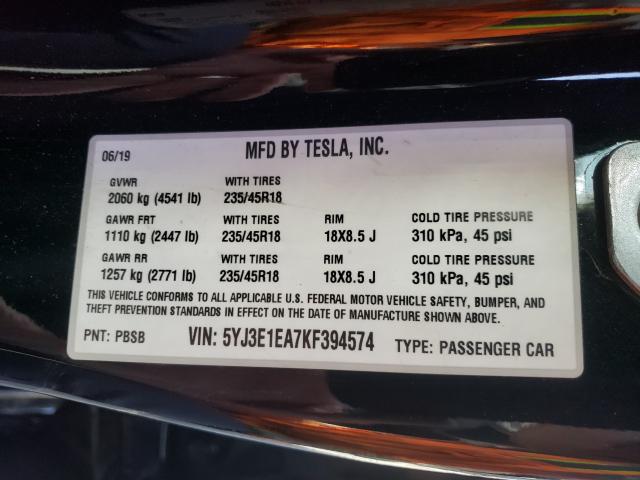 06/19 MFD BY TESLA, INC.
GVWR WITH TIRES
2060 kg (4541 lb) 235/45R18
GAWR FRT WITH TIRES RIM COLD TIRE PRESSURE
1110 kg (2447 lb) 235/45R18 18X8.5 J 310 kPa, 45 psi
GAWR RR WITH TIRES RIM COLD TIRE PRESSURE
1257 kg (2771 lb) 235/45R18 18X8.5 J 310 kPa, 45 psi
THIS VEHICLE CONFORMS TO ALL APPLICABLE U.S. FEDERAL MOTOR VEHICLE SAFETY, BUMPER, AND
THEFT PREVENTION STANDARDS IN EFFECT ON THE DATE OF MANUFACTURE SHOWN ABOVE.
PNT: PBSB VIN: 5YJ3E1EA7KF394574 TYPE: PASSENGER CAR